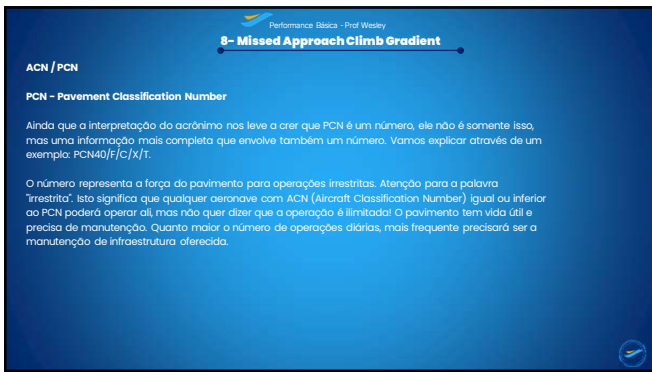 Performance Básica - Prof Wesley
8- Missed Approach Climb Gradient
ACN / PCN
PCN - Pavement Classification Number
Ainda que a interpretação do acrônimo nos leve a crer que PCN é um número, ele não é somente isso,
mas uma informação mais completa que envolve também um número. Vamos explicar através de um
exemplo: PCN40/F/C/X/T.
O número representa a força do pavimento para operações irrestritas. Atenção para a palavra
"irrestrita". Isto significa que qualquer aeronave com ACN (Aircraft Classification Number) igual ou inferior
ao PCN poderá operar ali, mas não quer dizer que a operação é ilimitada! O pavimento tem vida útil e
precisa de manutenção. Quanto maior o número de operações diárias, mais frequente precisará ser a
manutenção de infraestrutura oferecida.